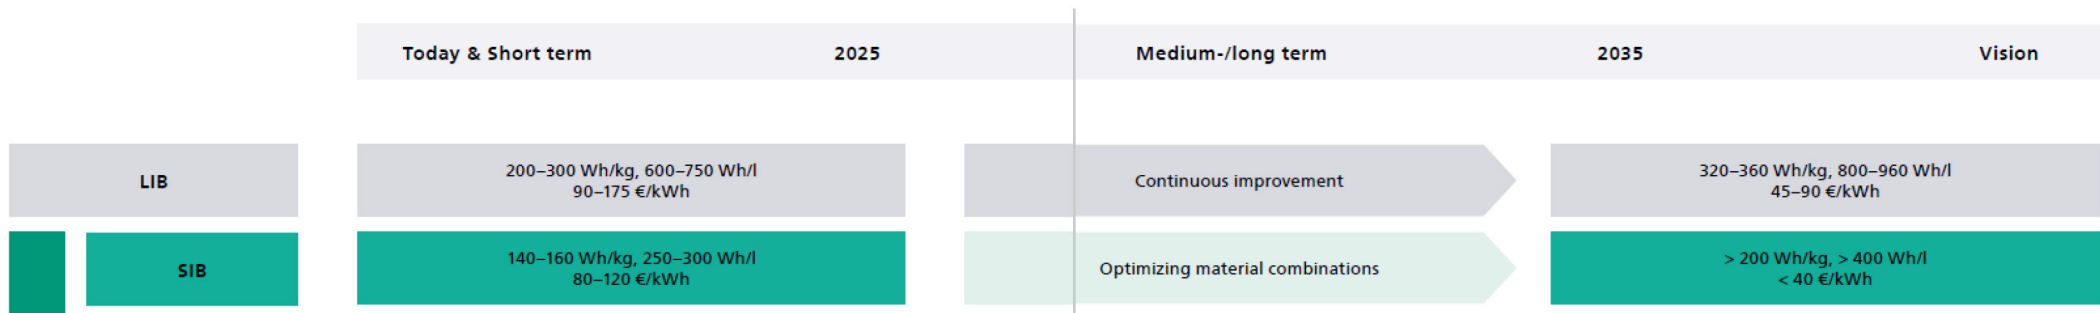 Today & Short term 2025 Medium-/long term 2035 Vision
LIB
200–300 Wh/kg, 600–750 Wh/l
90–175 €/kWh
Continuous improvement
320–360 Wh/kg, 800–960 Wh/l
45–90 €/kWh
SIB
140–160 Wh/kg, 250–300 Wh/l
80–120 €/kWh
Optimizing material combinations
> 200 Wh/kg, > 400 Wh/l
< 40 €/kWh